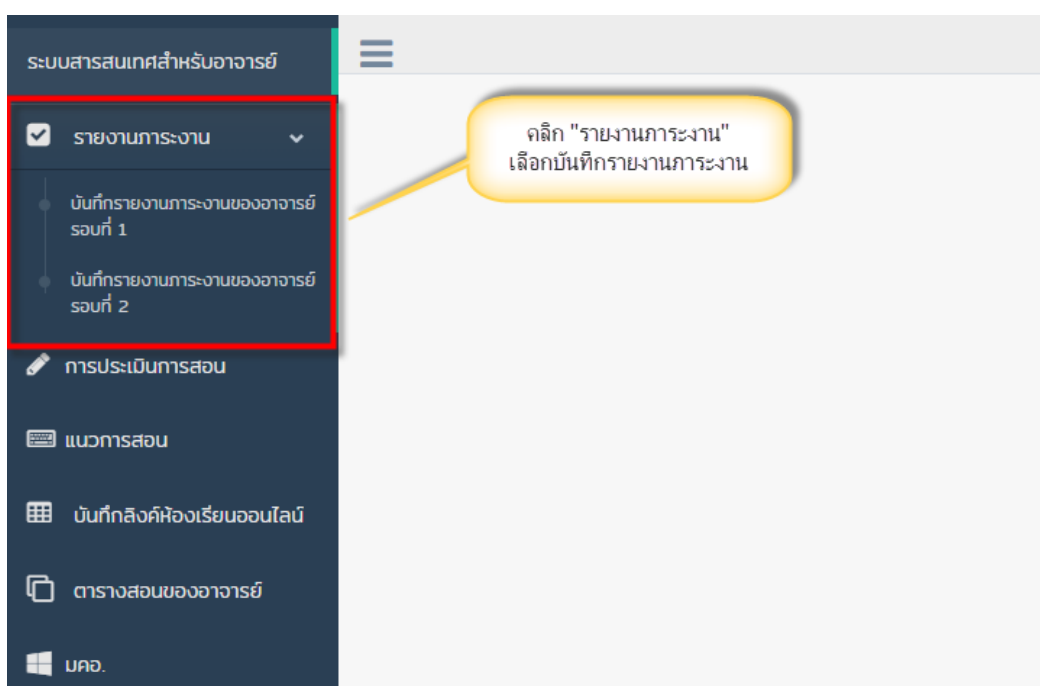 ระบบสารสนเทศสำหรับอาจารย์
รายงานภาระงาน
คลิก "รายงานภาระงาน"
เลือกบันทึกรายงานภาระงาน
บันทึกรายงานภาระงานของอาจารย์
รอบที่ 1
บันทึกรายงานภาระงานของอาจารย์
รอบที่ 2
การประเมินการสอน
แนวการสอน
บันทึกลิงค์ห้องเรียนออนไลน์
ตารางสอนของอาจารย์
มคอ.